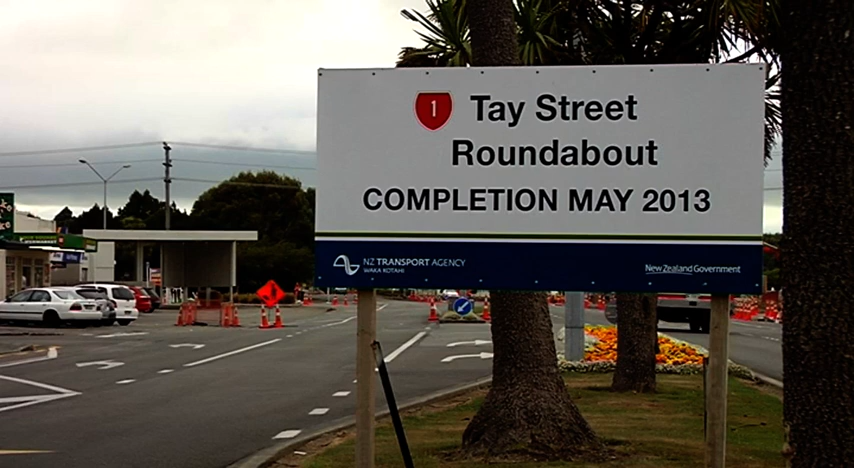 1 Tay Street
Roundabout
COMPLETION MAY 2013
NZ TRANSPORT AGENCY
WAKA KOTAHI
New Zealand Government